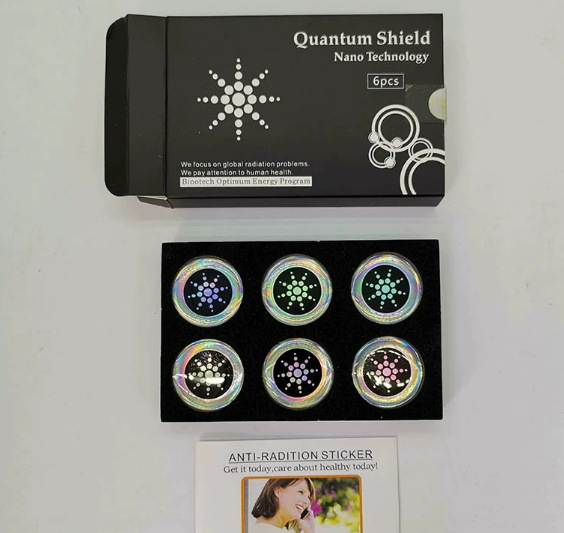 Quantum Shield
Nano Technology
6pcs
We focus on global radiation problems.
We pay attention to human health.
Binotech Optimum Energy Program
ANTI-RADITION STICKER
Get it today,care about healthy today!